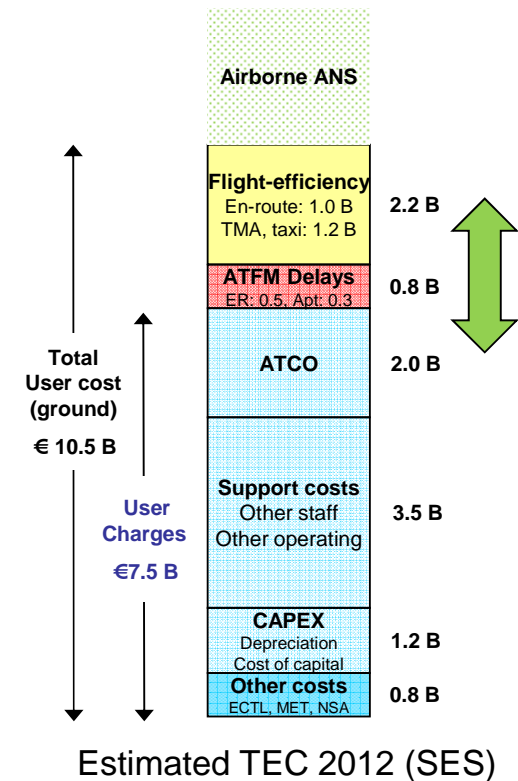 Airborne ANS
Flight-efficiency
En-route: 1.0 B
TMA, taxi: 1.2 B
2.2 B
ATFM Delays
ER: 0.5, Apt: 0.3
0.8 B
ATCO
2.0 B
Total
User cost
(ground)
€ 10.5 B
Support costs
Other staff
Other operating
3.5 B
User
Charges
€7.5 B
CAPEX
Depreciation
Cost of capital
1.2 B
Other costs
ECTL, MET, NSA
0.8 B
Estimated TEC 2012 (SES)